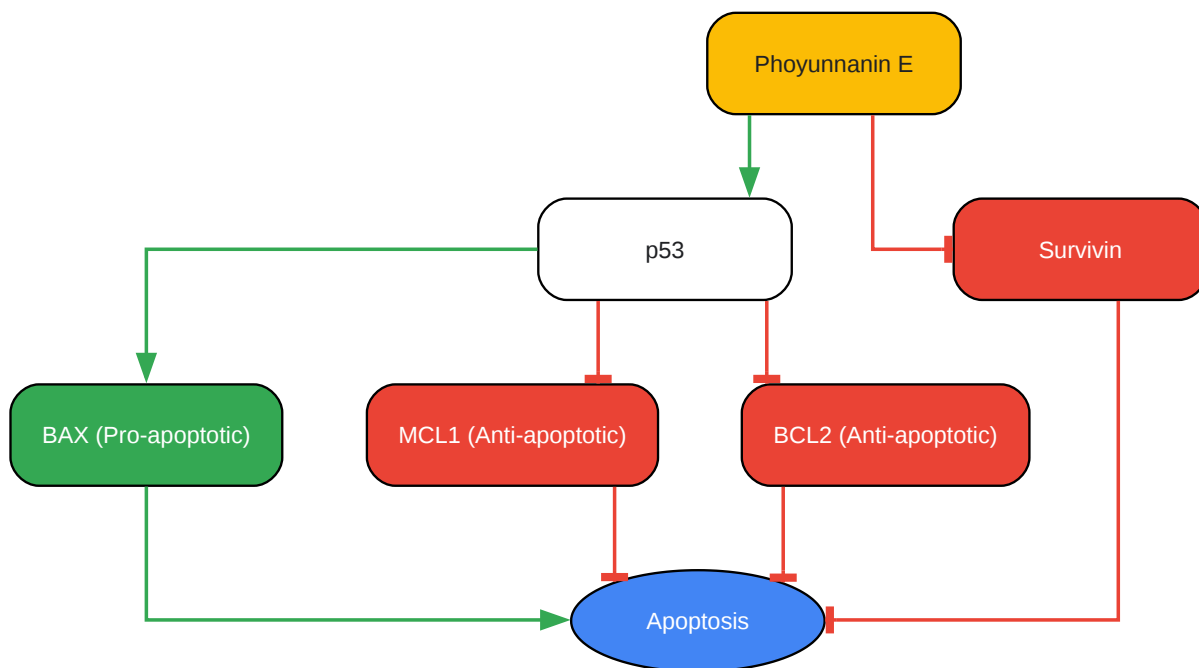 Phoyunnanin E
p53
Survivin
BAX (Pro-apoptotic)
MCL1 (Anti-apoptotic)
BCL2 (Anti-apoptotic)
Apoptosis